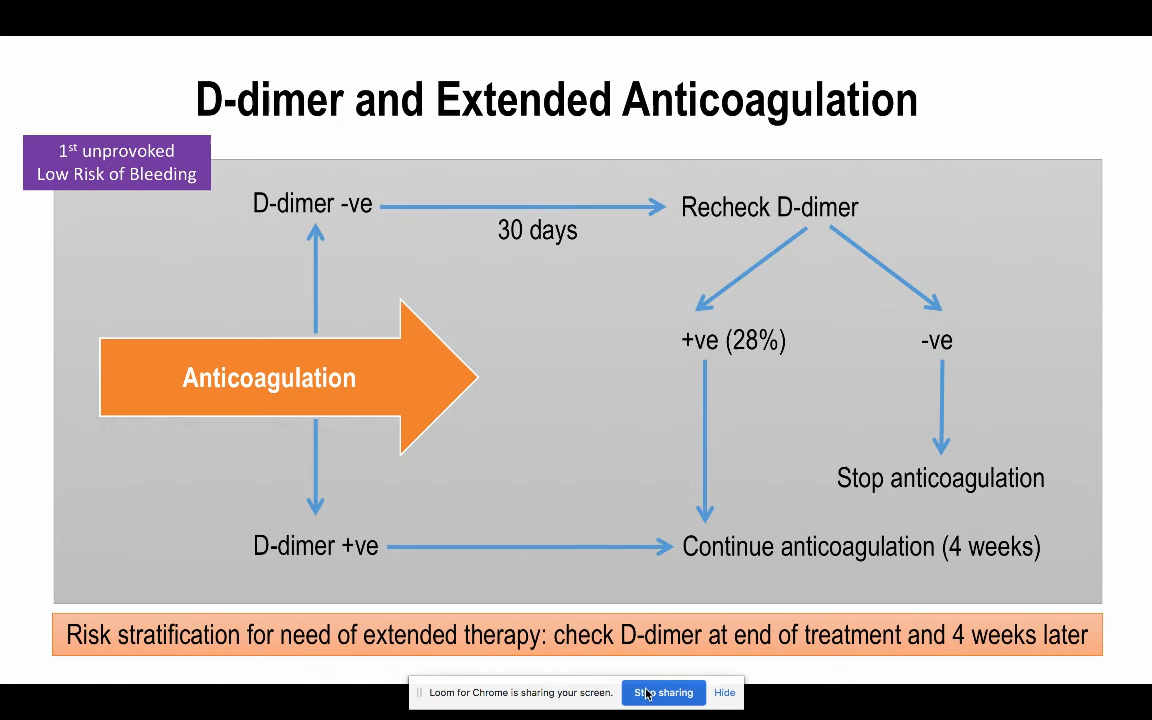 D-dimer and Extended Anticoagulation
1st unprovoked
Low Risk of Bleeding
D-dimer -ve
30 days
Recheck D-dimer
+ve (28%)
-ve
Anticoagulation
Stop anticoagulation
D-dimer +ve
Continue anticoagulation (4 weeks)
Risk stratification for need of extended therapy: check D-dimer at end of treatment and 4 weeks later
Loom for Chrome is sharing your screen.
Stop sharing
Hide